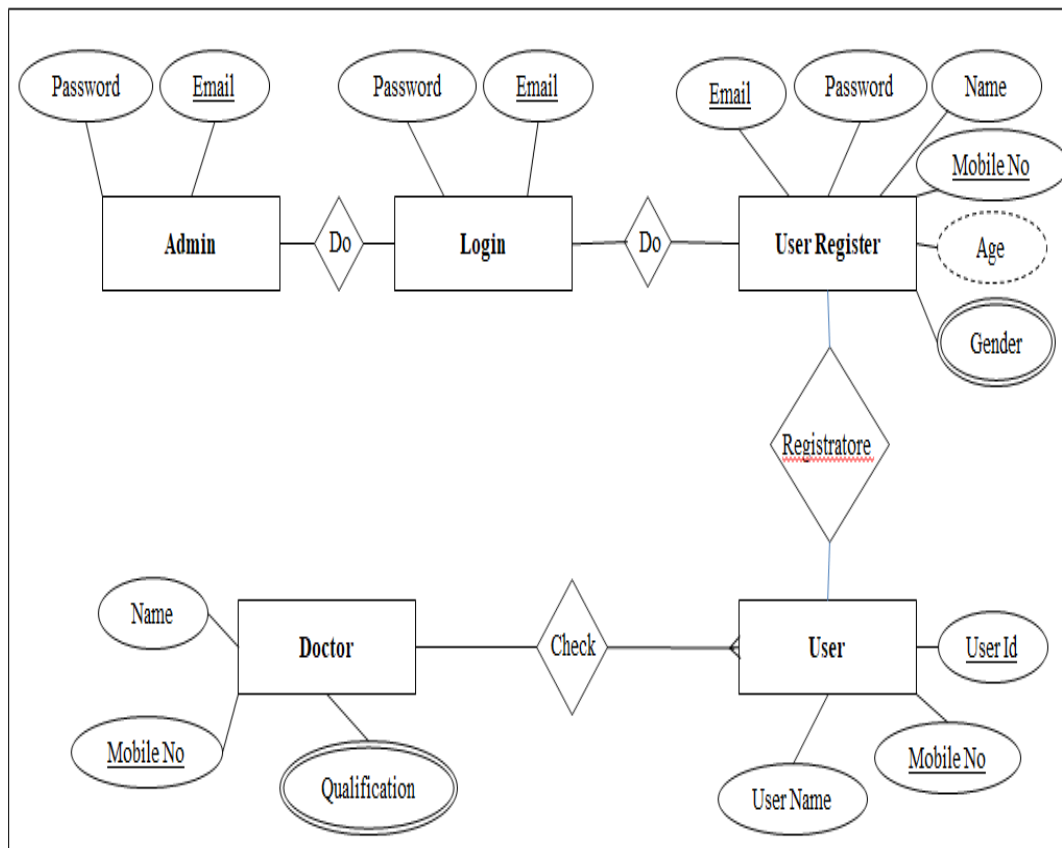 Password
Email
Password
Email
Email
Password
Name
Mobile No
Admin
Do
Login
Do
User Register
Age
Gender
Registratore
Name
Doctor
Check
User
User Id
Mobile No
Qualification
User Name
Mobile No